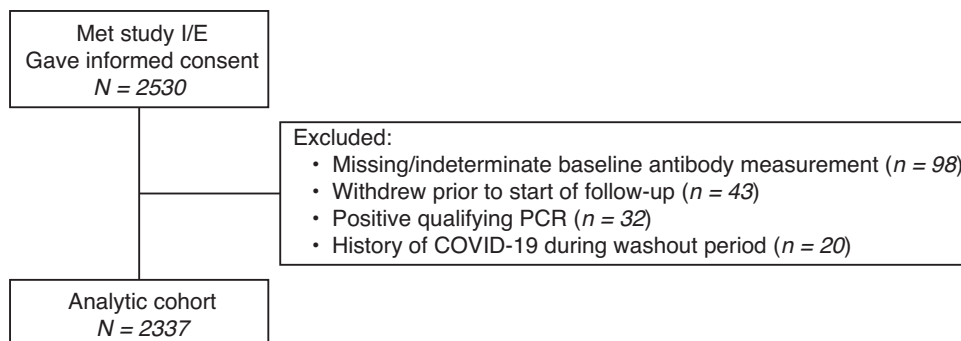 Met study I/E
Gave informed consent
N = 2530
Excluded:
• Missing/indeterminate baseline antibody measurement (n = 98)
• Withdrew prior to start of follow-up (n = 43)
• Positive qualifying PCR (n = 32)
• History of COVID-19 during washout period (n = 20)
Analytic cohort
N = 2337